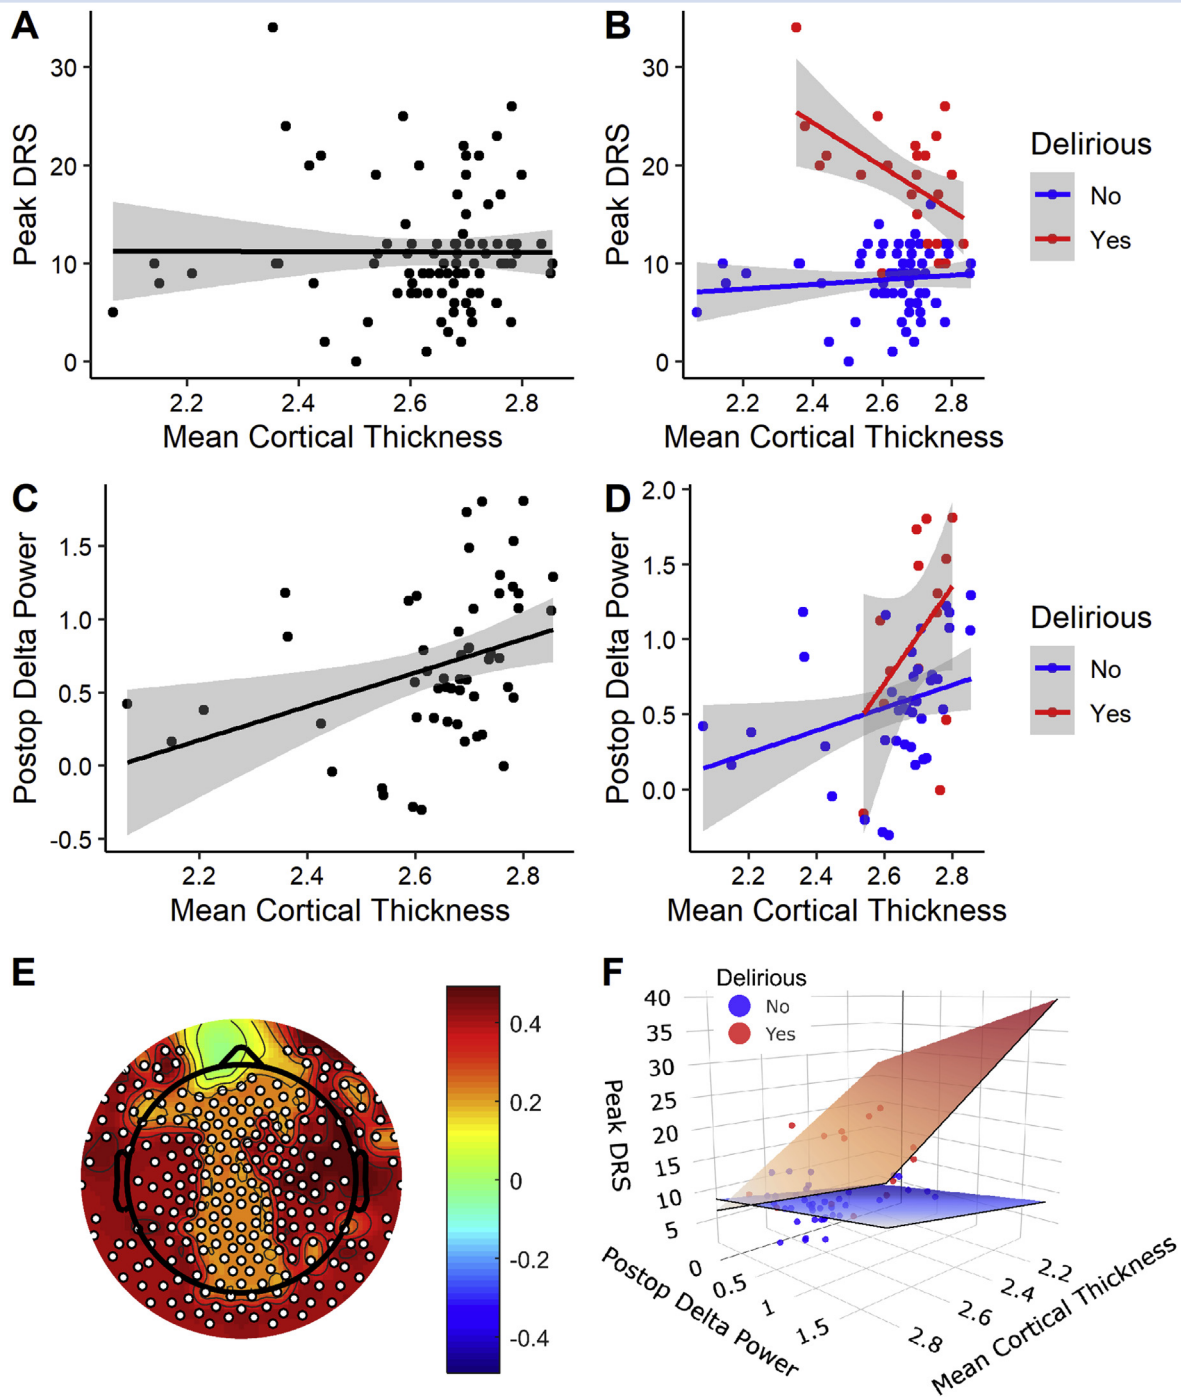 A
Peak DRS
30
20
10
0
2.2 2.4 2.6 2.8
Mean Cortical Thickness
B
Peak DRS
30
20
10
0
2.2 2.4 2.6 2.8
Mean Cortical Thickness
Delirious
No
Yes
C
Postop Delta Power
1.5
1.0
0.5
0.0
-0.5
2.2 2.4 2.6 2.8
Mean Cortical Thickness
D
Postop Delta Power
2.0
1.5
1.0
0.5
0.0
2.2 2.4 2.6 2.8
Mean Cortical Thickness
Delirious
No
Yes
E
0.4
0.2
0
-0.2
-0.4
F
Delirious
No
Yes
Peak DRS
40
35
30
25
20
15
10
5
0
0.5
1
1.5
Postop Delta Power
2.8
2.6
2.4
2.2
Mean Cortical Thickness